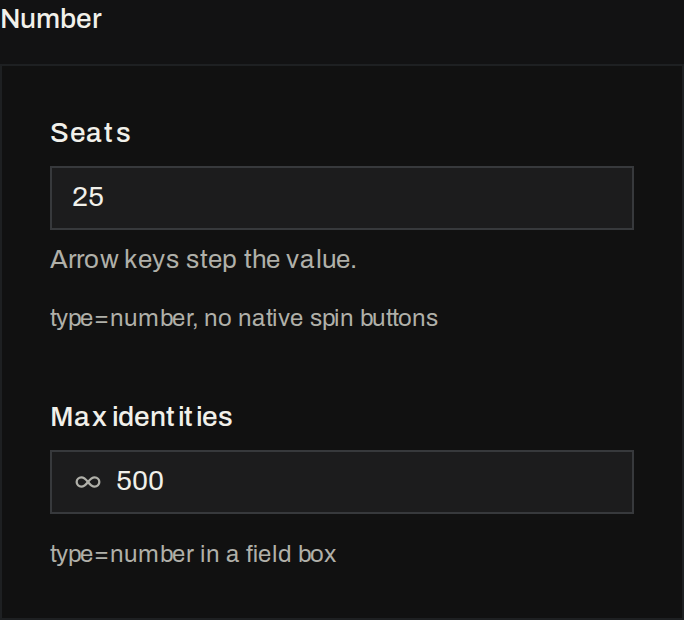 Number
Seats
25
Arrow keys step the value.
type=number, no native spin buttons
Max identities
∞ 500
type=number in a field box